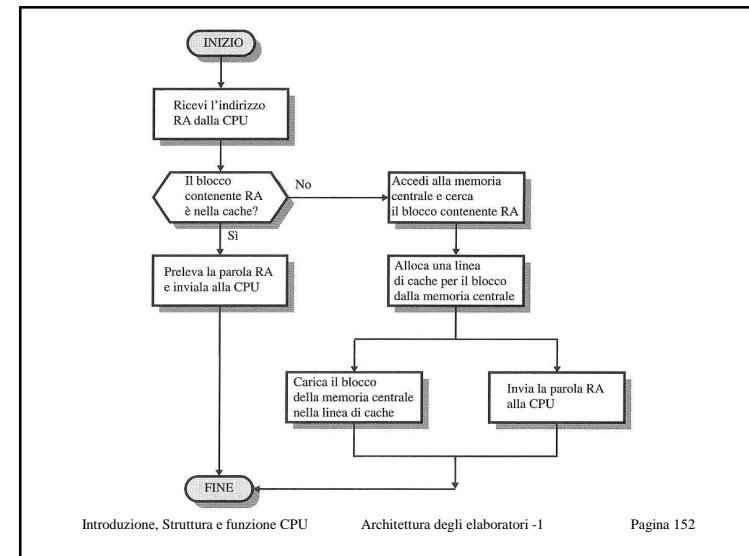 INIZIO
Ricevi l'indirizzo
RA dalla CPU
Il blocco
contenente RA
è nella cache?
No
Sì
Accedi alla memoria
centrale e cerca
il blocco contenente RA
Preleva la parola RA
e inviala alla CPU
Alloca una linea
di cache per il blocco
dalla memoria centrale
Carica il blocco
della memoria centrale
nella linea di cache
Invia la parola RA
alla CPU
FINE
Introduzione, Struttura e funzione CPU Architettura degli elaboratori -1 Pagina 152